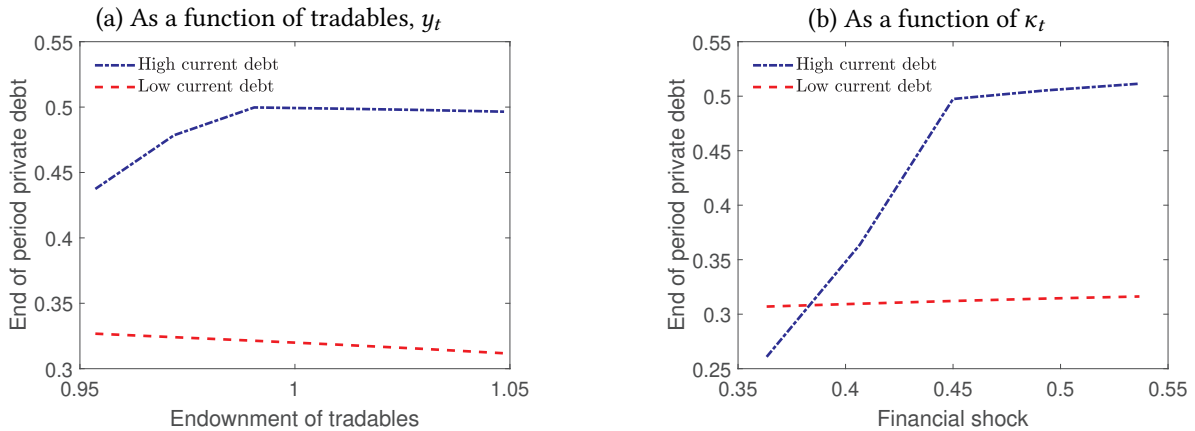 (a) As a function of tradables, y_t
0.55
0.5
0.45
0.4
0.35
0.3
High current debt
Low current debt
End of period private debt
0.95
1
1.05
Endownment of tradables
(b) As a function of κ_t
0.55
0.5
0.45
0.4
0.35
0.3
0.25
High current debt
Low current debt
End of period private debt
0.35
0.4
0.45
0.5
0.55
Financial shock